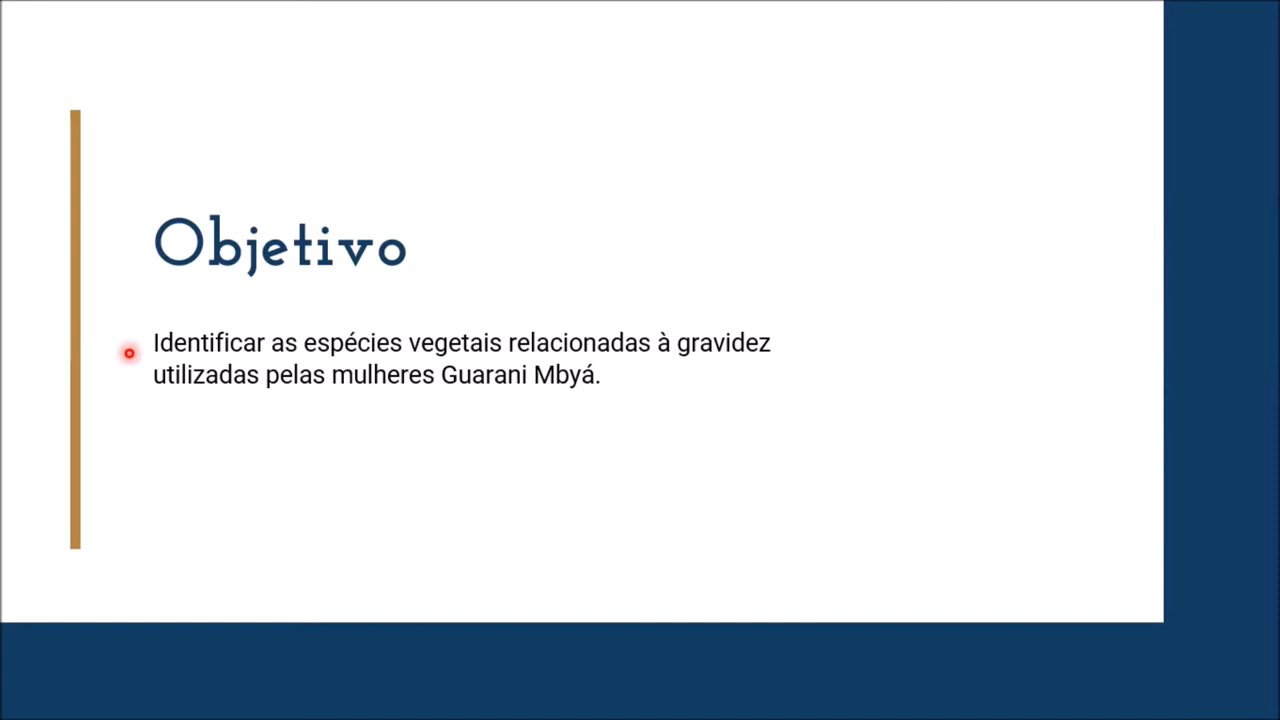 Objetivo
Identificar as espécies vegetais relacionadas à gravidez
utilizadas pelas mulheres Guarani Mbyá.